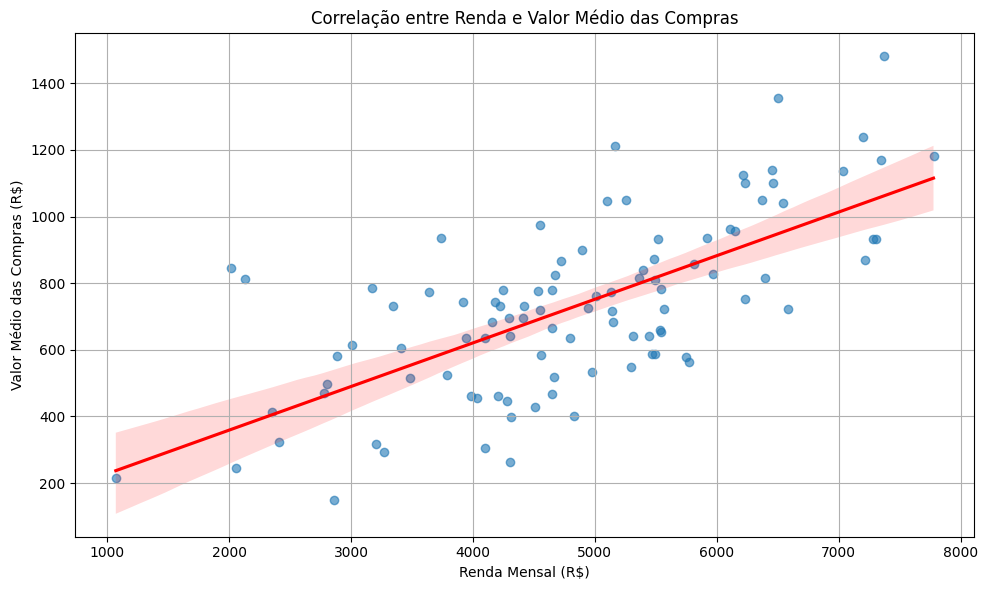 Correlação entre Renda e Valor Médio das Compras
Valor Médio das Compras (R$)
1400
1200
1000
800
600
400
200
1000 2000 3000 4000 5000 6000 7000 8000
Renda Mensal (R$)